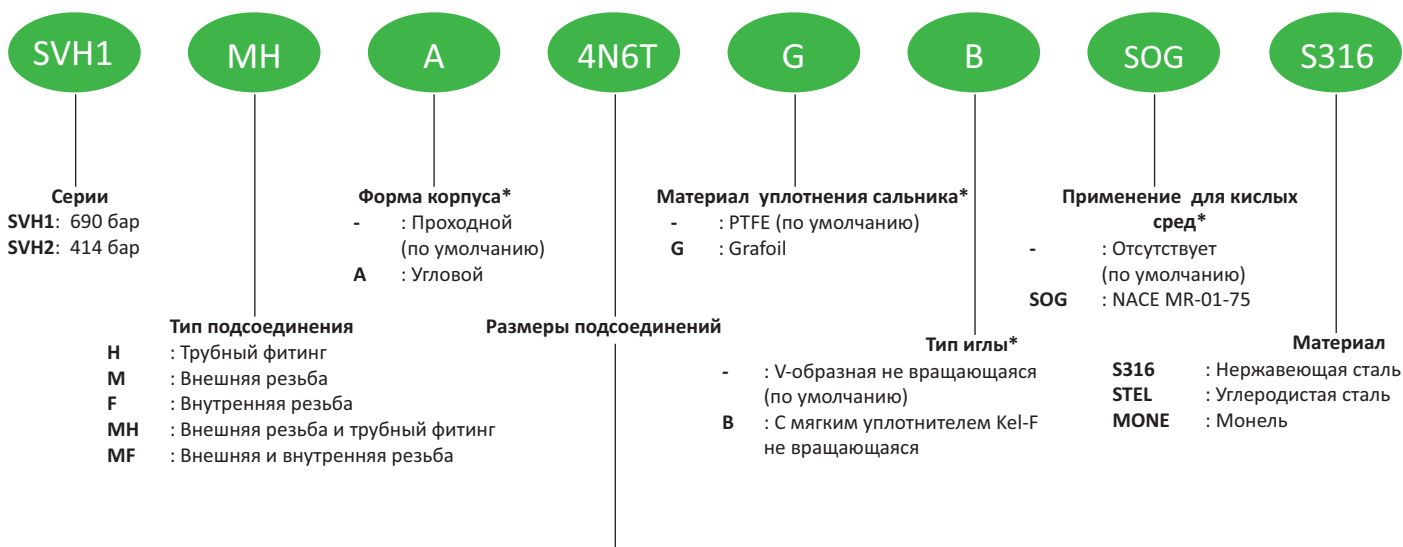 SVH1 MH A 4N6T G B SOG S316
Серии
SVH1: 690 бар
SVH2: 414 бар
Форма корпуса*
- : Проходной
(по умолчанию)
A : Угловой
Материал уплотнения сальника*
- : PTFE (по умолчанию)
G : Grafoil
Применение для кислых
сред*
- : Отсутствует
(по умолчанию)
SOG : NACE MR-01-75
Тип подсоединения
H : Трубный фитинг
M : Внешняя резьба
F : Внутренняя резьба
MH : Внешняя резьба и трубный фитинг
MF : Внешняя и внутренняя резьба
Размеры подсоединений
Тип иглы*
- : V-образная не вращающаяся
(по умолчанию)
B : С мягким уплотнителем Kel-F
не вращающаяся
Материал
S316 : Нержавеющая сталь
STEL : Углеродистая сталь
MONE : Монель